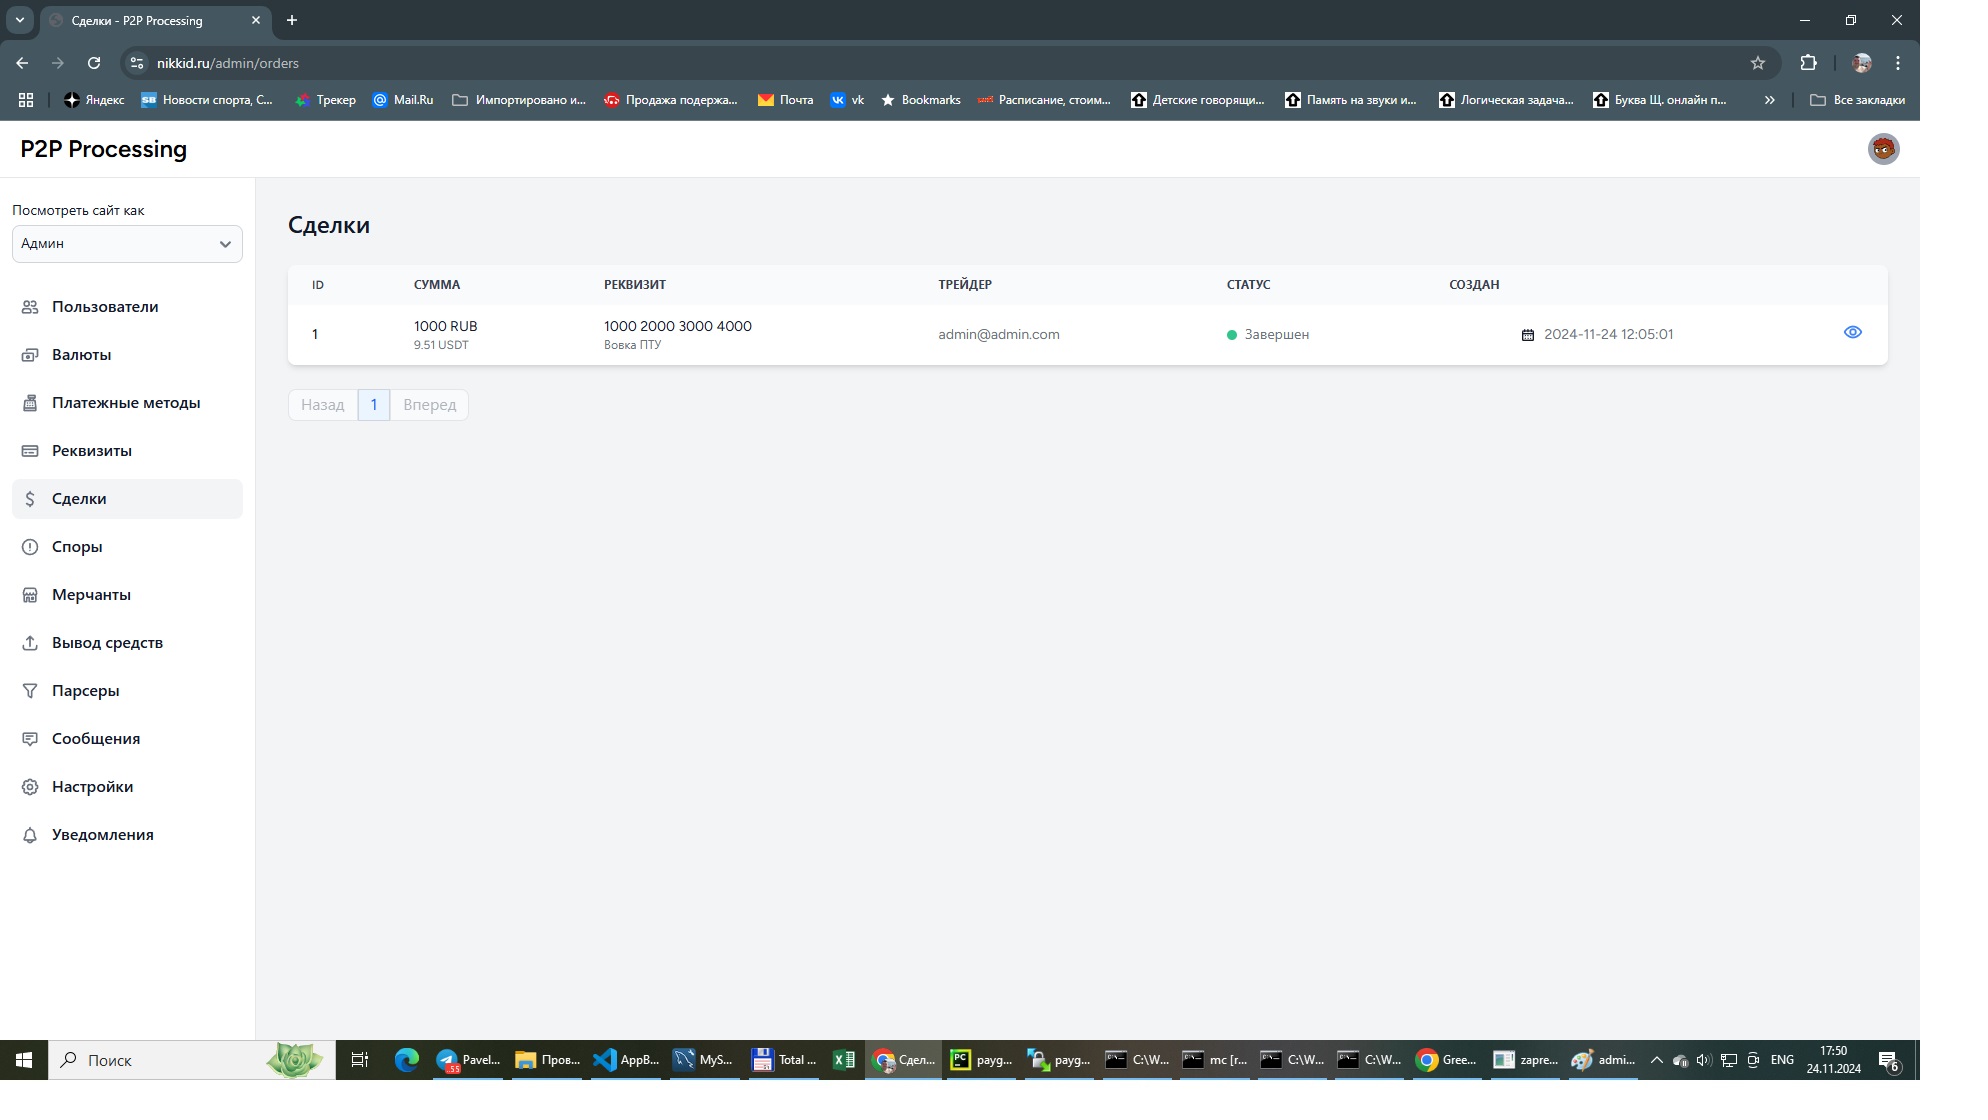 Сделки - P2P Processing
nikkid.ru/admin/orders
Яндекс
Новости спорта, С...
Трекер
Mail.Ru
Импортировано и...
Продажа подержа...
Почта
vk
Bookmarks
Расписание, стоим...
Детские говорящи...
Память на звуки и...
Логическая задача...
Буква Щ. онлайн п...
Все закладки
P2P Processing
Посмотреть сайт как
Админ
Пользователи
Валюты
Платежные методы
Реквизиты
Сделки
Споры
Мерчанты
Вывод средств
Парсеры
Сообщения
Настройки
Уведомления
Сделки
ID СУММА РЕКВИЗИТ ТРЕЙДЕР СТАТУС СОЗДАН
1 1000 RUB 1000 2000 3000 4000 admin@admin.com Завершен 2024-11-24 12:05:01
9.51 USDT Вовка ПТУ
Назад 1 Вперед
Поиск
Pavel...
Пров...
AppB...
MyS...
Total ...
Сдел...
payg...
payg...
C:\W...
mc [r...
C:\W...
C:\W...
Gree...
zapre...
admi...
ENG
17:50
24.11.2024
6